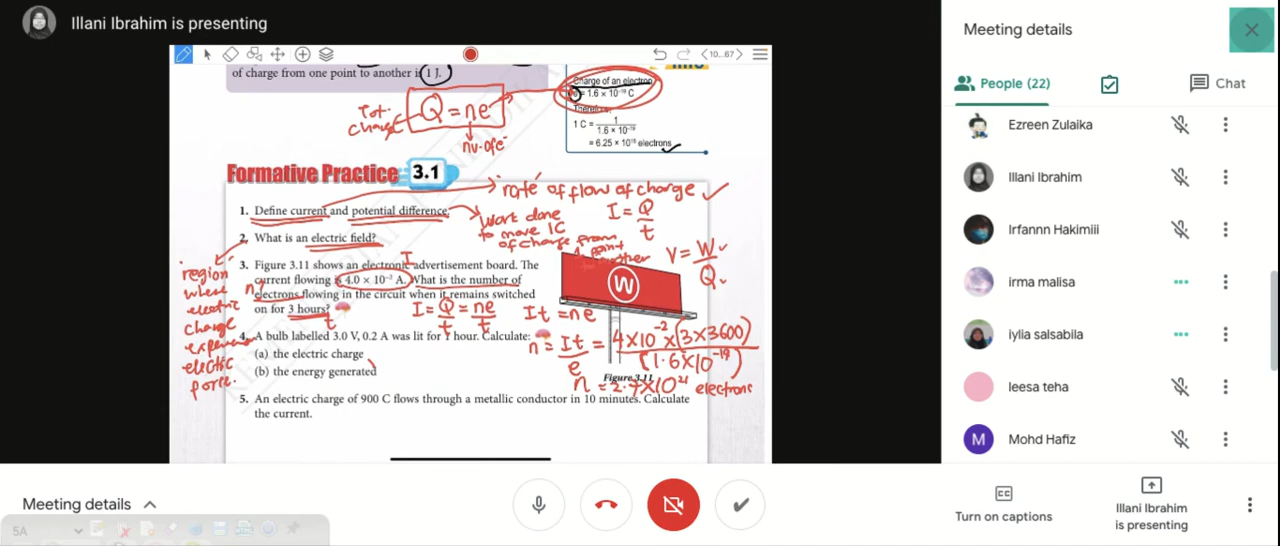 Illani Ibrahim is presenting
Meeting details
People (22)
Chat
Ezreen Zulaika
Illani Ibrahim
Irfannn Hakimiii
irma malisa
iylia salsabila
leesa teha
M
Mohd Hafiz
<10...67>
of charge from one point to another is 1 J.
Charge of an electron,
e = 1.6 × 10⁻¹⁹ C
Therefore,
1 C = 1 / 1.6 × 10⁻¹⁹
= 6.25 × 10¹⁸ electrons
Tot. charge
Q = ne
nu. of e⁻
Formative Practice 3.1
rate of flow of charge
1. Define current and potential difference.
Work done
to move 1C
of charge from
1 point
to another
I = Q / t
V = W / Q
2. What is an electric field?
region
where
electric
charge
experience
electric
force.
3. Figure 3.11 shows an electronic advertisement board. The
current flowing is 4.0 × 10⁻² A. What is the number of
electrons flowing in the circuit when it remains switched
on for 3 hours?
I
n?
t
I = Q / t = ne / t
It = ne
n = It / e = 4×10⁻² × (3×3600) / (1.6×10⁻¹⁹)
n = 2.7×10²¹ electrons
W
Figure 3.11
4. A bulb labelled 3.0 V, 0.2 A was lit for 1 hour. Calculate:
(a) the electric charge
(b) the energy generated
5. An electric charge of 900 C flows through a metallic conductor in 10 minutes. Calculate
the current.
Meeting details
CC
Turn on captions
Illani Ibrahim
is presenting
5A